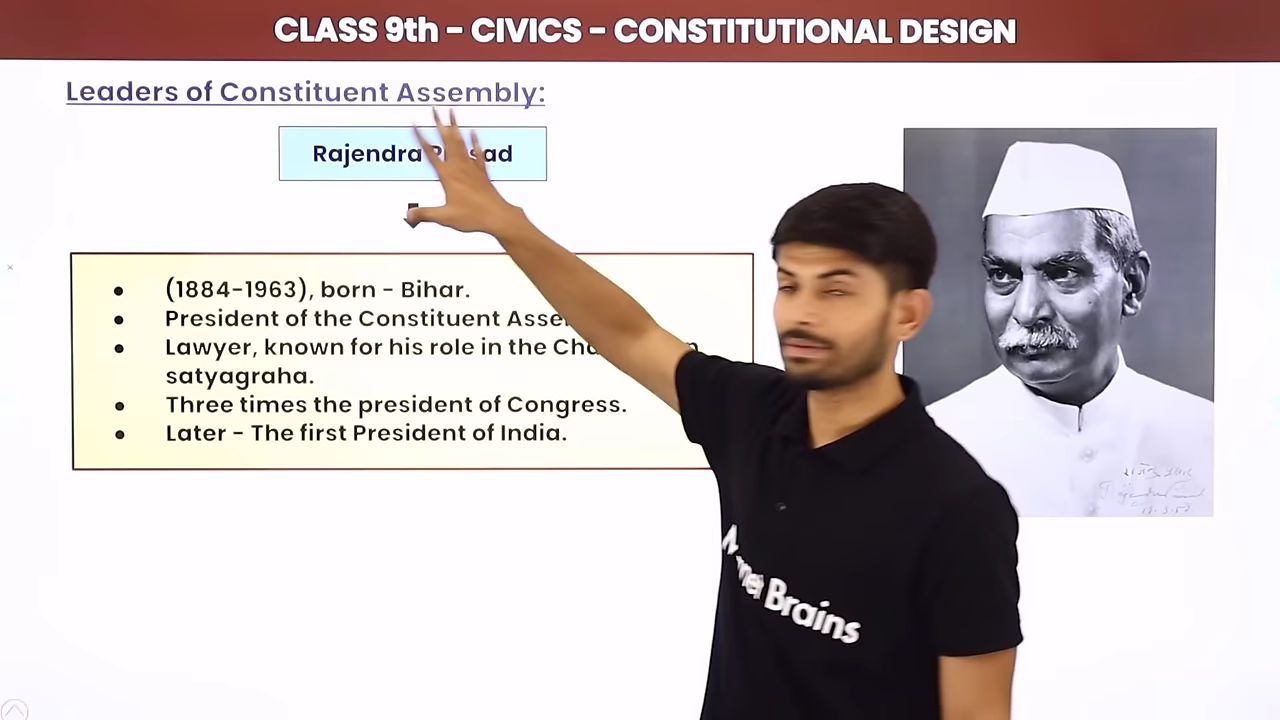 CLASS 9th - CIVICS - CONSTITUTIONAL DESIGN
Leaders of Constituent Assembly:
Rajendra
(1884-1963), born - Bihar.
President of the Constituent
Lawyer, known for his role in the
satyagraha.
Three times the president of Congress.
Later - The first President of India.
Brains